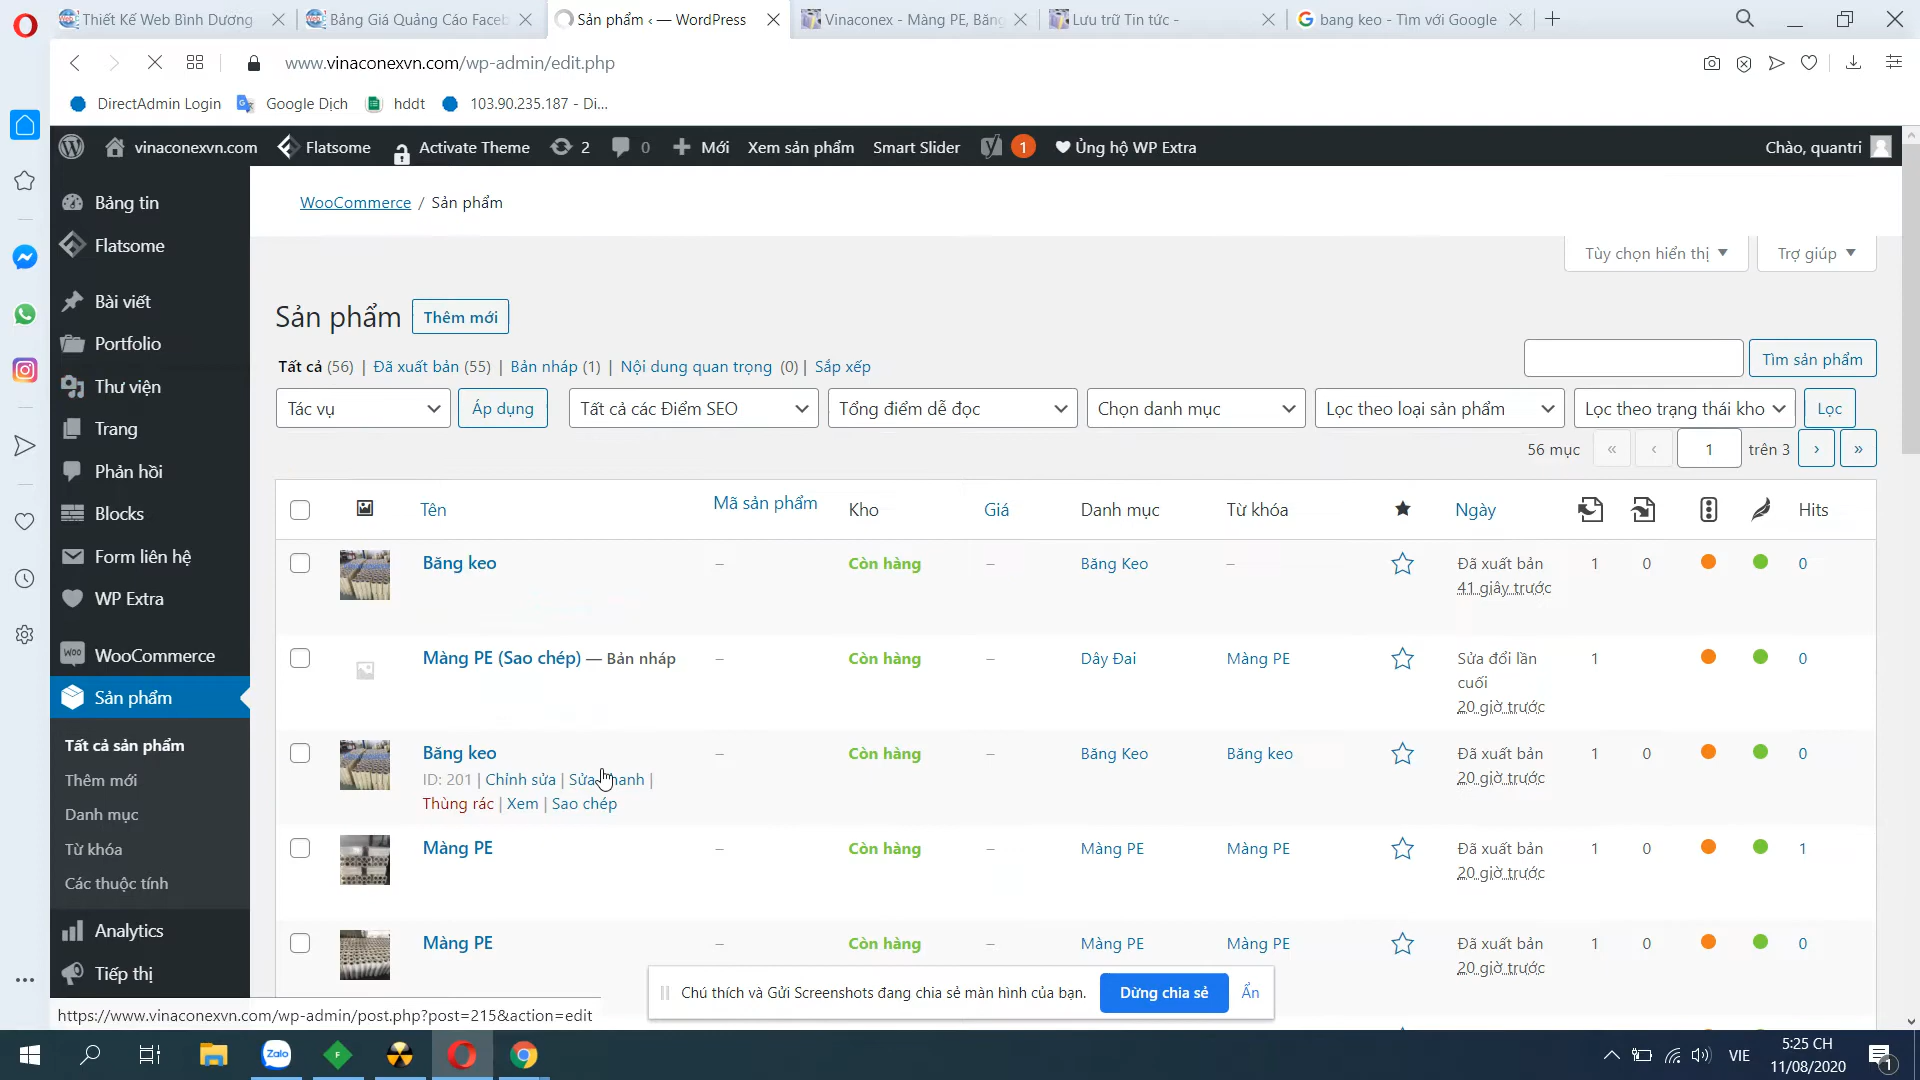 Thiết Kế Web Bình Dương
Bảng Giá Quảng Cáo Faceb
Sản phẩm ‹ — WordPress
Vinaconex - Màng PE, Băng
Lưu trữ Tin tức -
bang keo - Tìm với Google
www.vinaconexvn.com/wp-admin/edit.php
DirectAdmin Login
Google Dịch
hddt
103.90.235.187 - Di...
vinaconexvn.com
Flatsome
Activate Theme
2
0
Mới
Xem sản phẩm
Smart Slider
1
Ủng hộ WP Extra
Chào, quantri
Bảng tin
Flatsome
Bài viết
Portfolio
Thư viện
Trang
Phản hồi
Blocks
Form liên hệ
WP Extra
WooCommerce
Sản phẩm
Tất cả sản phẩm
Thêm mới
Danh mục
Từ khóa
Các thuộc tính
Analytics
Tiếp thị
WooCommerce / Sản phẩm
Tùy chọn hiển thị
Trợ giúp
Sản phẩm
Thêm mới
Tất cả (56) | Đã xuất bản (55) | Bản nháp (1) | Nội dung quan trọng (0) | Sắp xếp
Tìm sản phẩm
Tác vụ
Áp dụng
Tất cả các Điểm SEO
Tổng điểm dễ đọc
Chọn danh mục
Lọc theo loại sản phẩm
Lọc theo trạng thái kho
Lọc
56 mục « ‹ 1 trên 3 › »
Tên Mã sản phẩm Kho Giá Danh mục Từ khóa Ngày Hits
Băng keo – Còn hàng – Băng Keo – Đã xuất bản 1 0 0
41 giây trước
Màng PE (Sao chép) — Bản nháp – Còn hàng – Dây Đai Màng PE Sửa đổi lần 1 0
cuối
20 giờ trước
Băng keo – Còn hàng – Băng Keo Băng keo Đã xuất bản 1 0 0
ID: 201 | Chỉnh sửa | Sửa nhanh | 20 giờ trước
Thùng rác | Xem | Sao chép
Màng PE – Còn hàng – Màng PE Màng PE Đã xuất bản 1 0 1
20 giờ trước
Màng PE – Còn hàng – Màng PE Màng PE Đã xuất bản 1 0 0
20 giờ trước
Chú thích và Gửi Screenshots đang chia sẻ màn hình của bạn.
Dừng chia sẻ
Ẩn
https://www.vinaconexvn.com/wp-admin/post.php?post=215&action=edit
Zalo
VIE
5:25 CH
11/08/2020
1